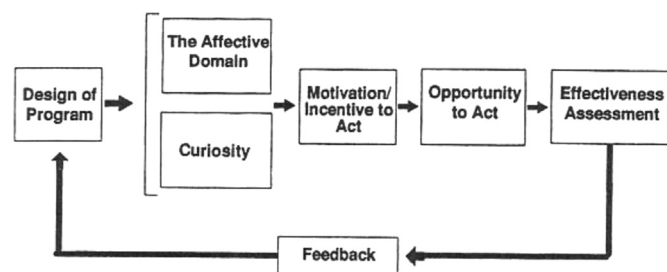 The Affective
Domain
Design of
Program
Curiosity
Motivation/
Incentive to
Act
Opportunity
to Act
Effectiveness
Assessment
Feedback